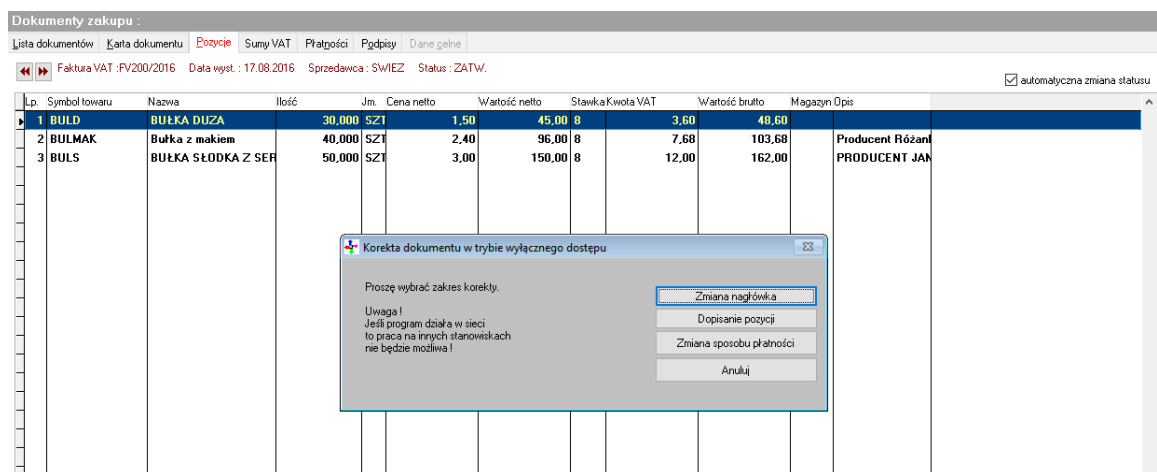 Dokumenty zakupu :
Lista dokumentów Karta dokumentu Pozycje Sumy VAT Płatności Podpisy Dane celne
Faktura VAT :FV200/2016 Data wyst. : 17.08.2016 Sprzedawca : SWIEZ Status : ZATW.
automatyczna zmiana statusu
Lp. Symbol towaru Nazwa Ilość Jm. Cena netto Wartość netto Stawka Kwota VAT Wartość brutto Magazyn Opis
1 BULD BUŁKA DUZA 30,000 SZT 1,50 45,00 8 3,60 48,60
2 BULMAK Bułka z makiem 40,000 SZT 2,40 96,00 8 7,68 103,68 Producent Różank
3 BULS BUŁKA SŁODKA Z SER 50,000 SZT 3,00 150,00 8 12,00 162,00 PRODUCENT JAN
Korekta dokumentu w trybie wyłącznego dostępu
Proszę wybrać zakres korekty.
Uwaga !
Jeśli program działa w sieci
to praca na innych stanowiskach
nie będzie możliwa !
Zmiana nagłówka
Dopisanie pozycji
Zmiana sposobu płatności
Anuluj